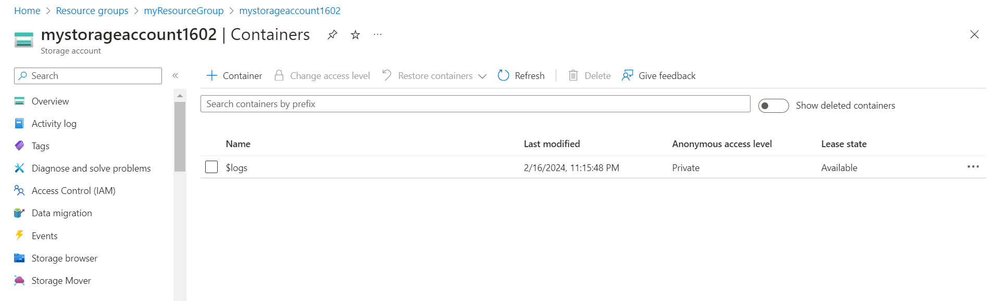 Home > Resource groups > myResourceGroup > mystorageaccount1602
mystorageaccount1602 | Containers
Storage account
Search
Container Change access level Restore containers Refresh Delete Give feedback
Search containers by prefix
Show deleted containers
Overview
Activity log
Tags
Diagnose and solve problems
Access Control (IAM)
Data migration
Events
Storage browser
Storage Mover
Name Last modified Anonymous access level Lease state
$logs 2/16/2024, 11:15:48 PM Private Available